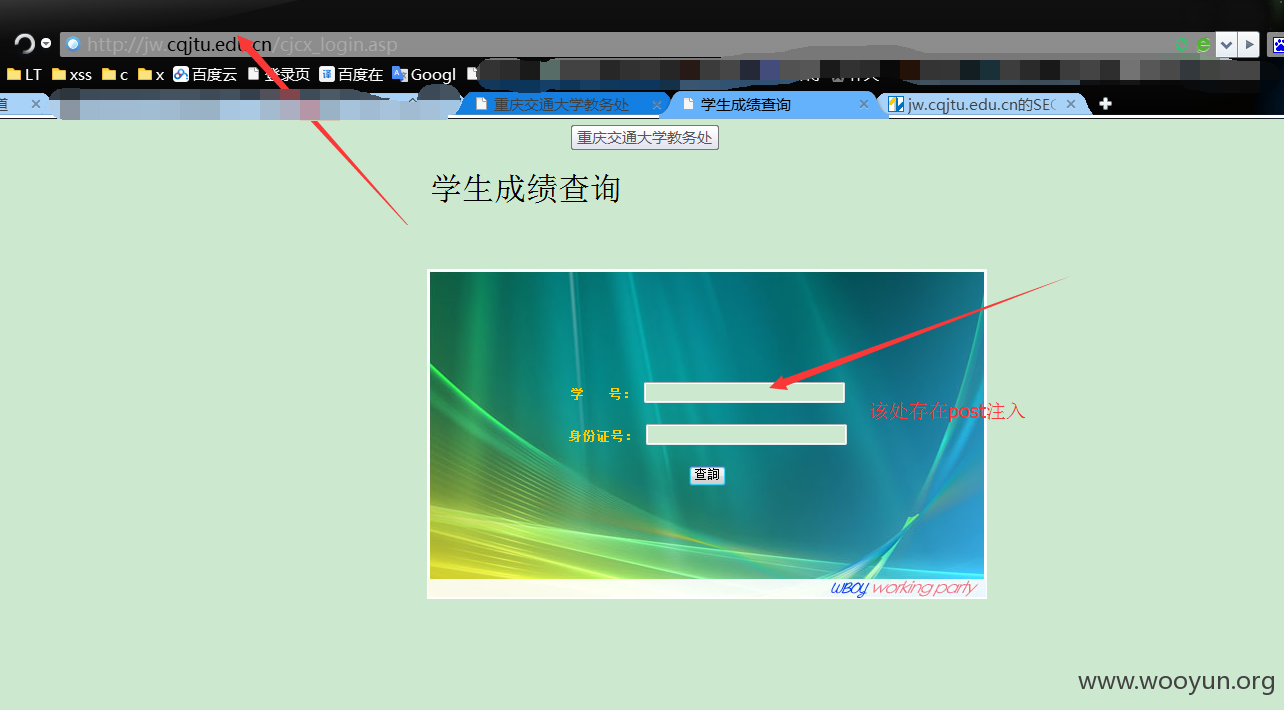 http://jw.cqjtu.edu.cn/cjcx_login.asp
LT xss c x 百度云 登录页 百度在 Googl
道 重庆交通大学教务处 学生成绩查询 jw.cqjtu.edu.cn的SEO
重庆交通大学教务处
学生成绩查询
学 号：
该处存在post注入
身份证号：
查詢
WBOY working party
www.wooyun.org